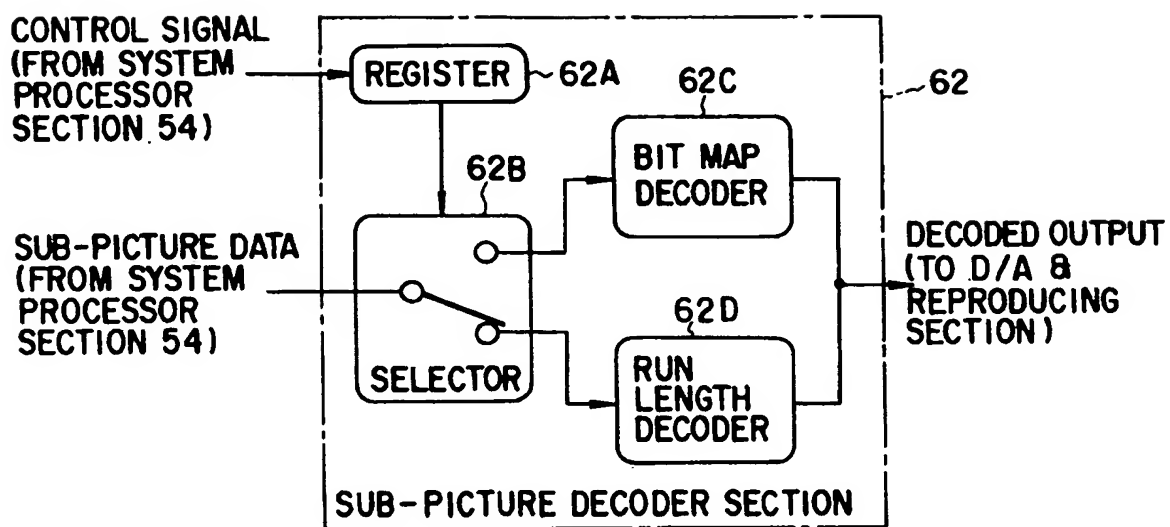 CONTROL SIGNAL
(FROM SYSTEM
PROCESSOR
SECTION 54)
REGISTER
62A
62
62C
BIT MAP
DECODER
62B
SUB-PICTURE DATA
(FROM SYSTEM
PROCESSOR
SECTION 54)
SELECTOR
DECODED OUTPUT
(TO D/A &
REPRODUCING
SECTION)
62D
RUN
LENGTH
DECODER
SUB-PICTURE DECODER SECTION